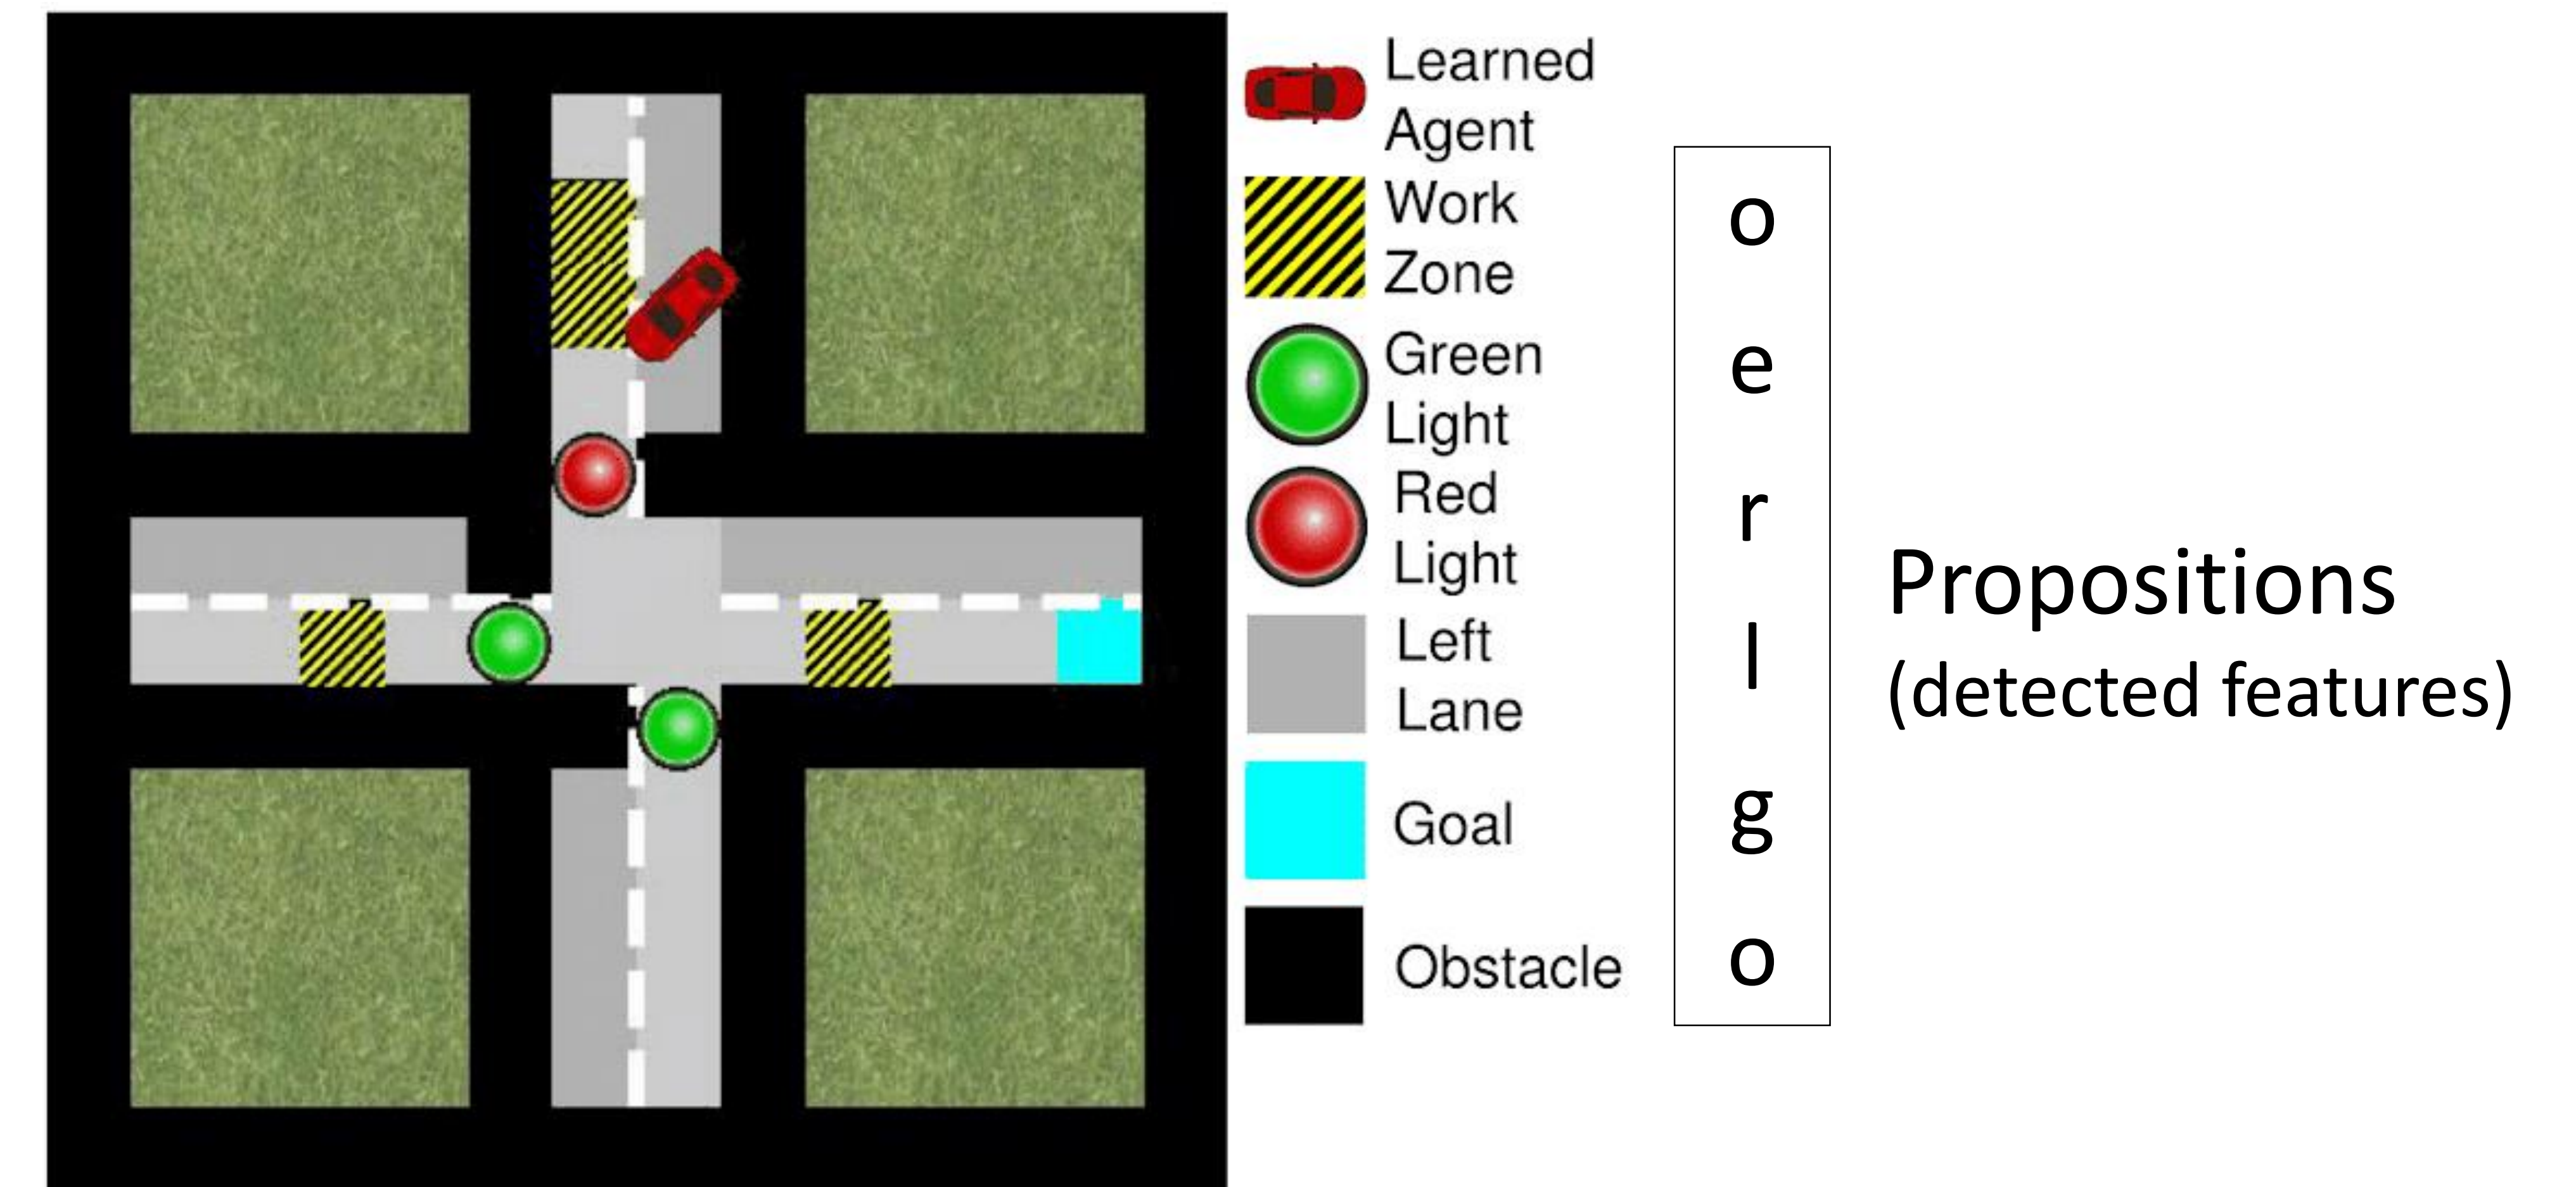 Learned
Agent
Work
Zone
Green
Light
Red
Light
Left
Lane
Goal
Obstacle
o
e
r
l
g
o
Propositions
(detected features)